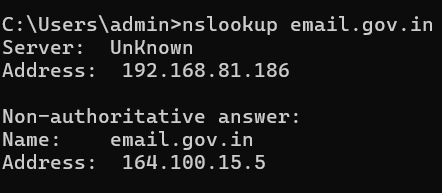 C:\Users\admin>nslookup email.gov.in
Server:  UnKnown
Address:  192.168.81.186

Non-authoritative answer:
Name:    email.gov.in
Address:  164.100.15.5